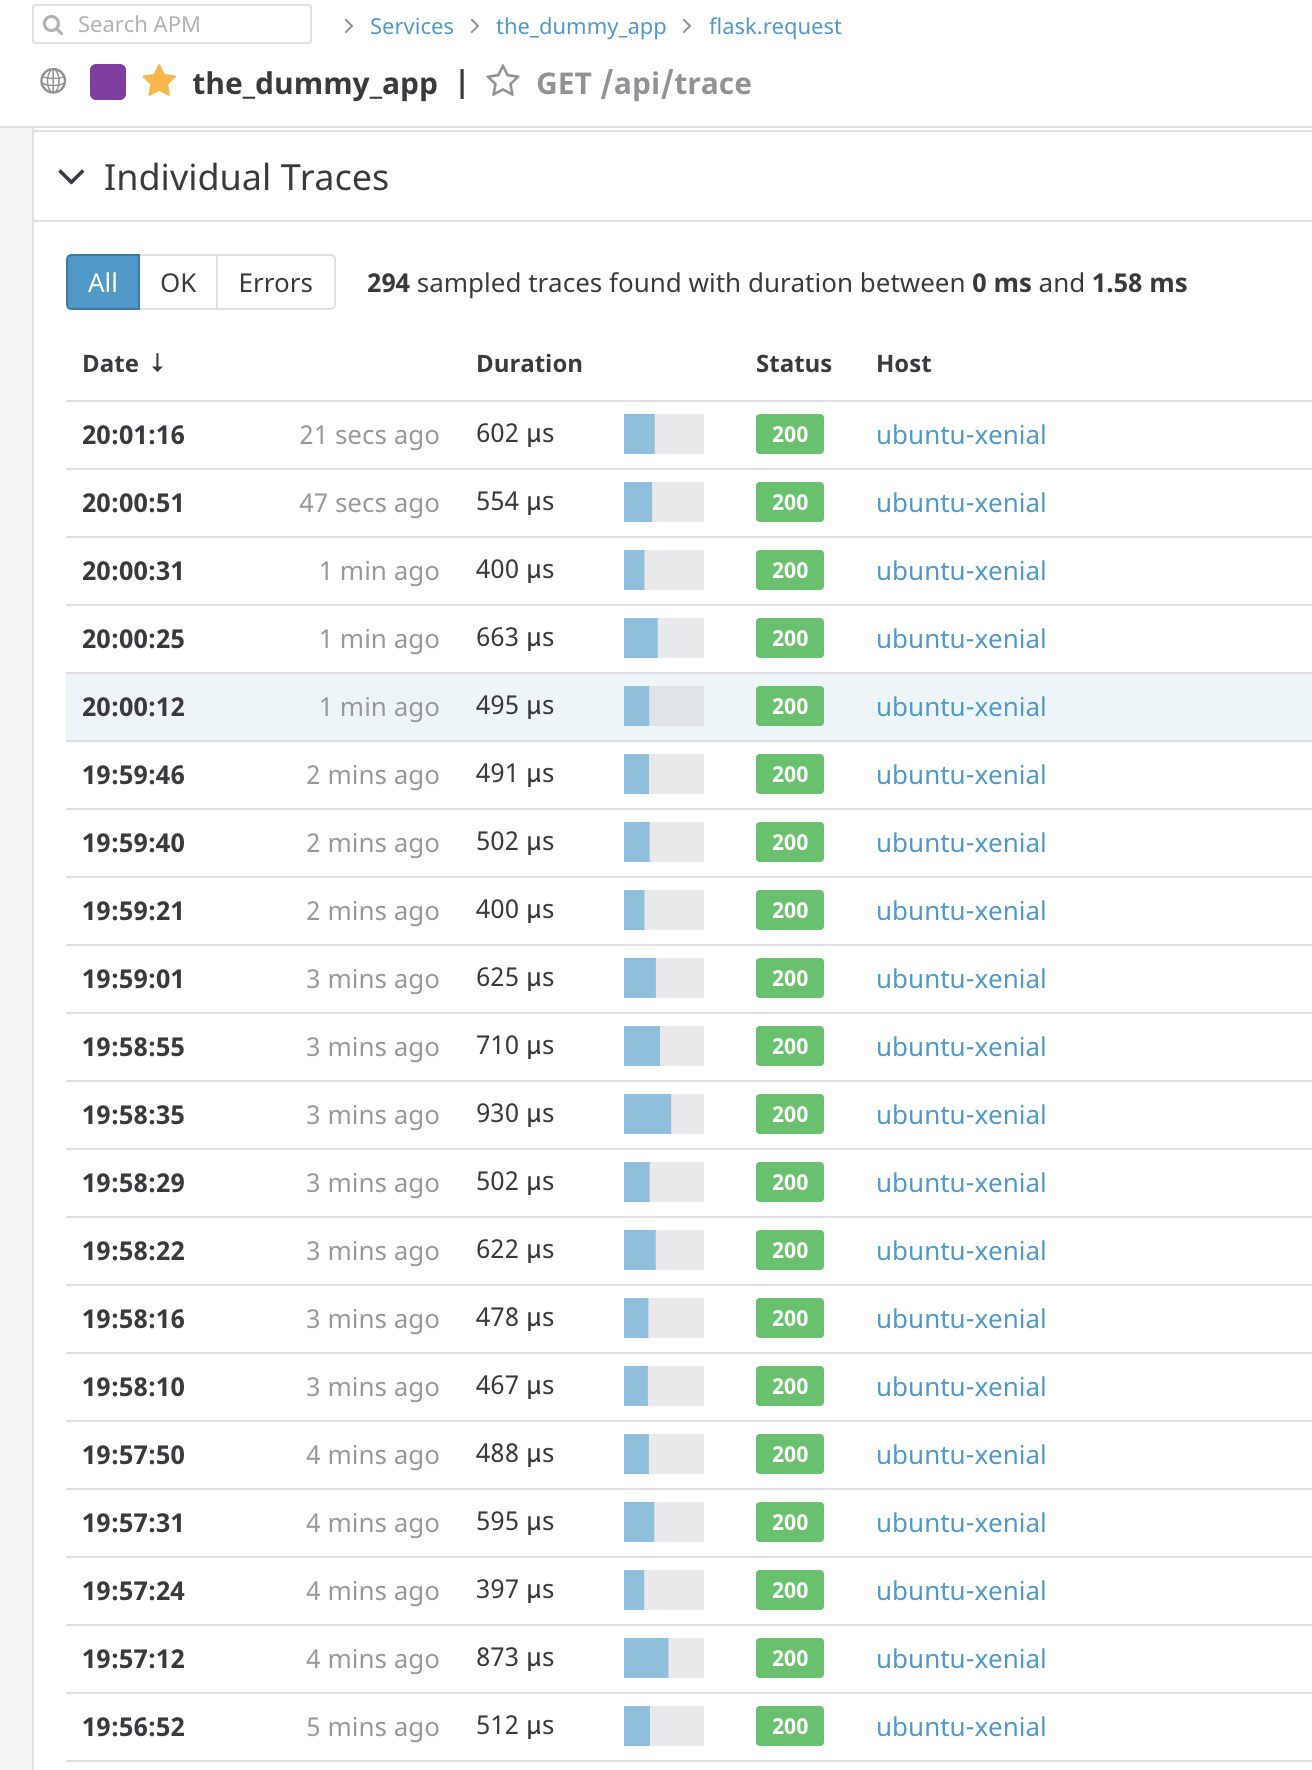 Search APM > Services > the_dummy_app > flask.request
the_dummy_app | GET /api/trace
Individual Traces
All OK Errors 294 sampled traces found with duration between 0 ms and 1.58 ms
Date ↓ Duration Status Host
20:01:16 21 secs ago 602 µs 200 ubuntu-xenial
20:00:51 47 secs ago 554 µs 200 ubuntu-xenial
20:00:31 1 min ago 400 µs 200 ubuntu-xenial
20:00:25 1 min ago 663 µs 200 ubuntu-xenial
20:00:12 1 min ago 495 µs 200 ubuntu-xenial
19:59:46 2 mins ago 491 µs 200 ubuntu-xenial
19:59:40 2 mins ago 502 µs 200 ubuntu-xenial
19:59:21 2 mins ago 400 µs 200 ubuntu-xenial
19:59:01 3 mins ago 625 µs 200 ubuntu-xenial
19:58:55 3 mins ago 710 µs 200 ubuntu-xenial
19:58:35 3 mins ago 930 µs 200 ubuntu-xenial
19:58:29 3 mins ago 502 µs 200 ubuntu-xenial
19:58:22 3 mins ago 622 µs 200 ubuntu-xenial
19:58:16 3 mins ago 478 µs 200 ubuntu-xenial
19:58:10 3 mins ago 467 µs 200 ubuntu-xenial
19:57:50 4 mins ago 488 µs 200 ubuntu-xenial
19:57:31 4 mins ago 595 µs 200 ubuntu-xenial
19:57:24 4 mins ago 397 µs 200 ubuntu-xenial
19:57:12 4 mins ago 873 µs 200 ubuntu-xenial
19:56:52 5 mins ago 512 µs 200 ubuntu-xenial